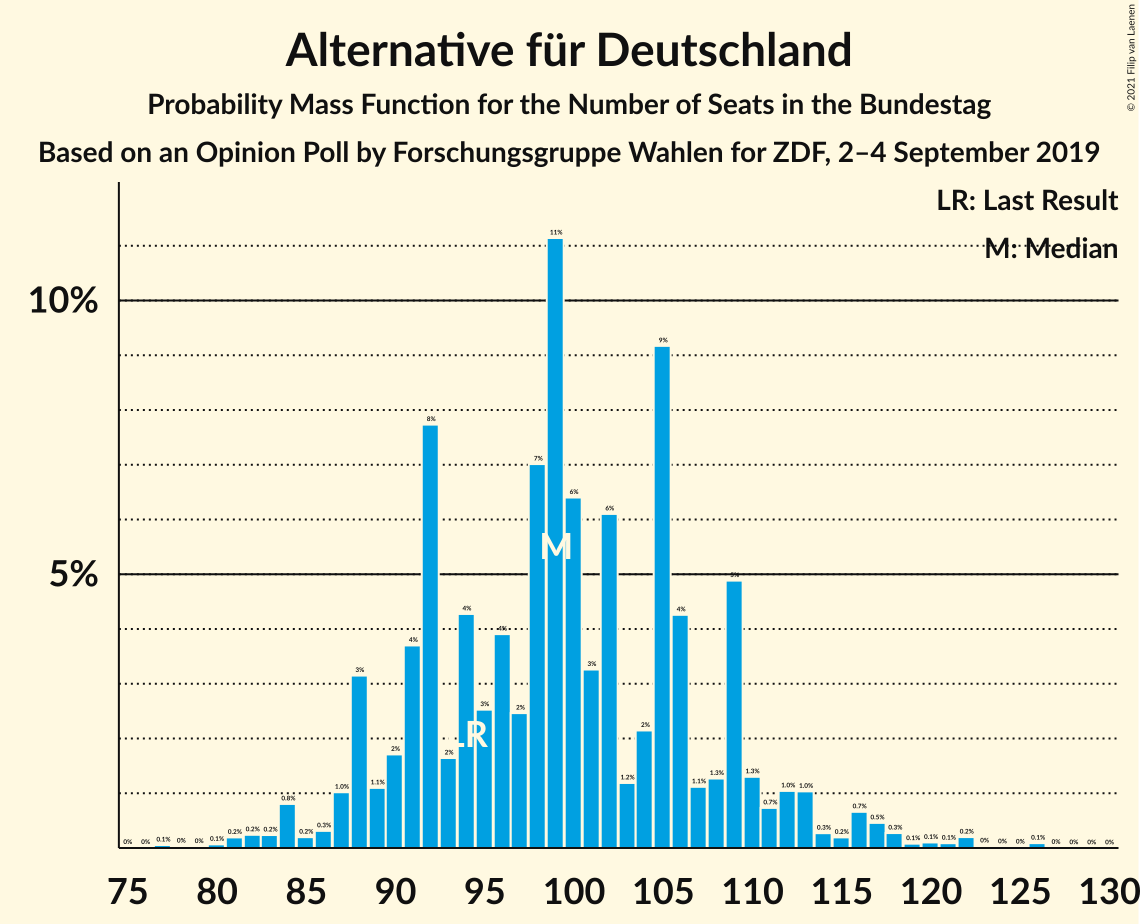 © 2021 Filip van Laenen
Alternative für Deutschland
Probability Mass Function for the Number of Seats in the Bundestag
Based on an Opinion Poll by Forschungsgruppe Wahlen for ZDF, 2–4 September 2019
LR: Last Result
M: Median
10%
5%
0% 0% 0.1% 0% 0% 0.1% 0.2% 0.2% 0.2% 0.8% 0.2% 0.3% 1.0% 3% 1.1% 2% 4% 8% 2% 4% 3% 4% 2% 7% 11% 6% 3% 6% 1.2% 2% 9% 4% 1.1% 1.3% 5% 1.3% 0.7% 1.0% 1.0% 0.3% 0.2% 0.7% 0.5% 0.3% 0.1% 0.1% 0.1% 0.2% 0% 0% 0% 0.1% 0% 0% 0% 0%
M
LR
75 80 85 90 95 100 105 110 115 120 125 130